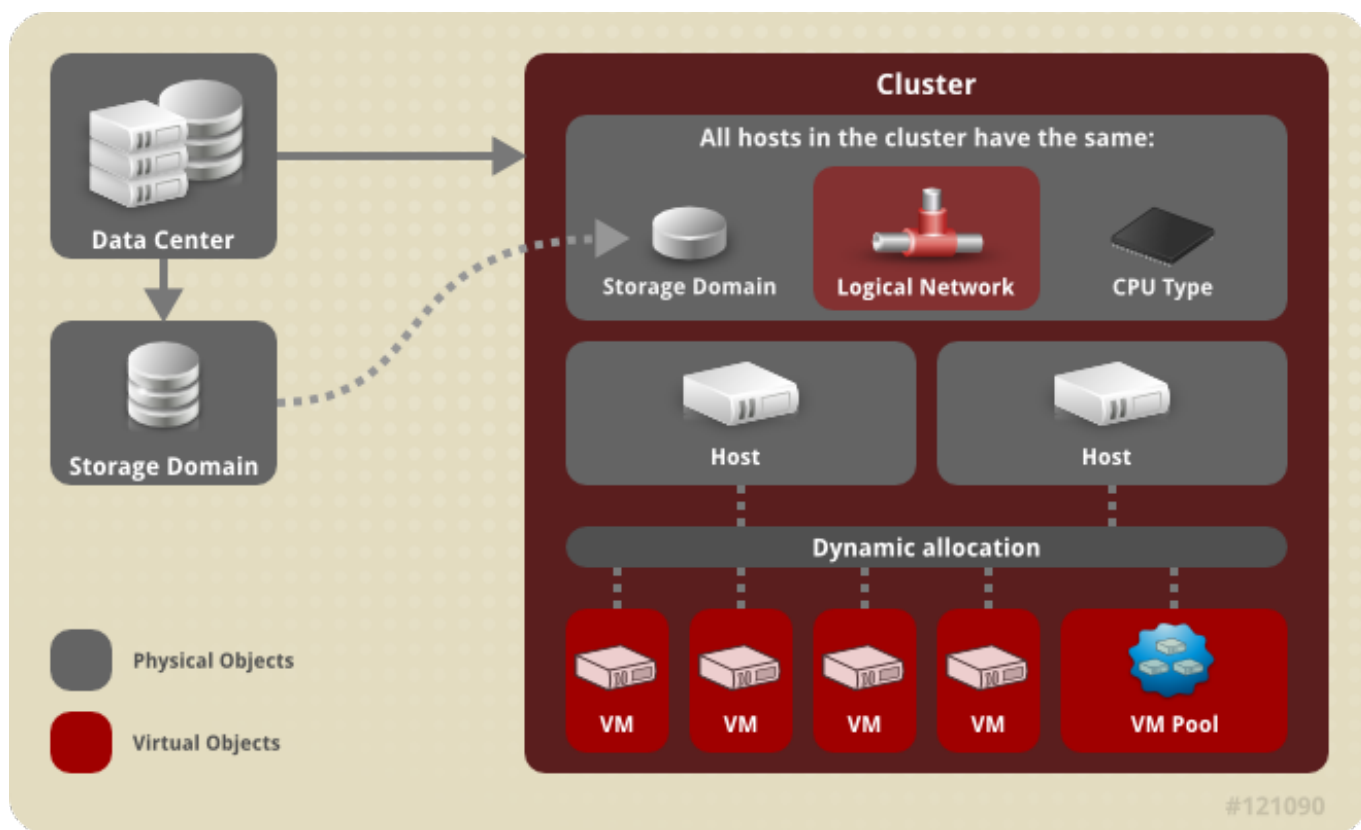 Cluster
All hosts in the cluster have the same:
Data Center
Storage Domain
Logical Network
CPU Type
Storage Domain
Host
Host
Dynamic allocation
VM
VM
VM
VM
VM Pool
Physical Objects
Virtual Objects
#121090